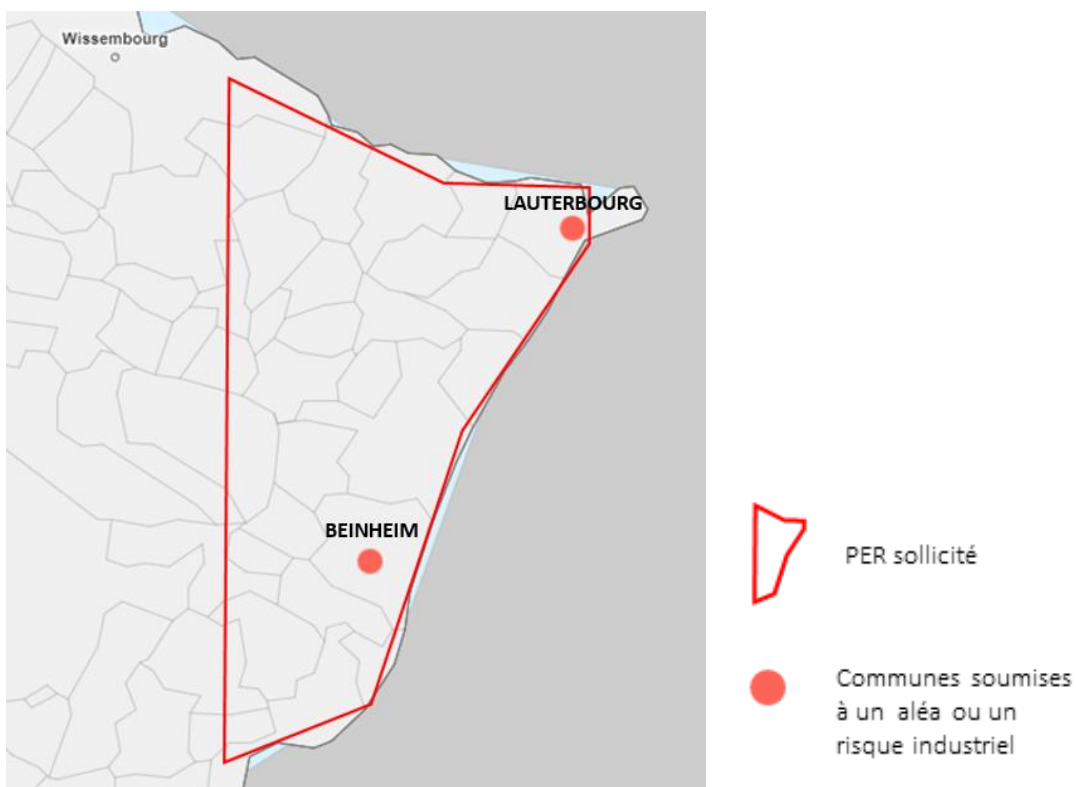 Wissembourg
LAUTERBOURG
BEINHEIM
PER sollicité
Communes soumises
à un aléa ou un
risque industriel